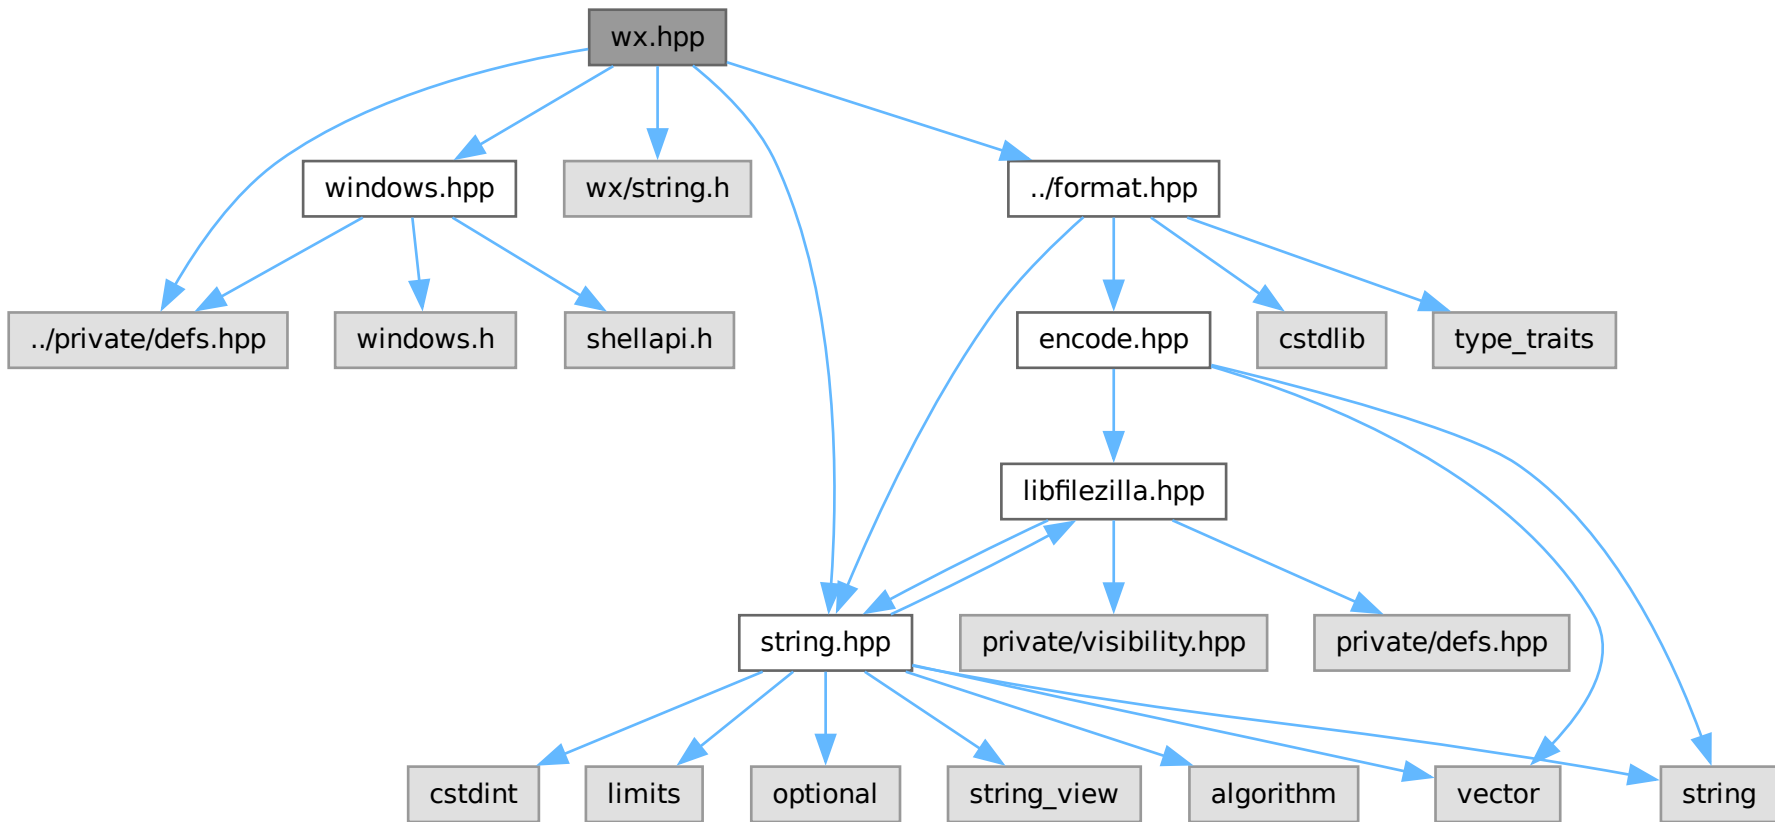 wx.hpp
windows.hpp
wx/string.h
../format.hpp
../private/defs.hpp
windows.h
shellapi.h
encode.hpp
cstdlib
type_traits
libfilezilla.hpp
string.hpp
private/visibility.hpp
private/defs.hpp
cstdint
limits
optional
string_view
algorithm
vector
string